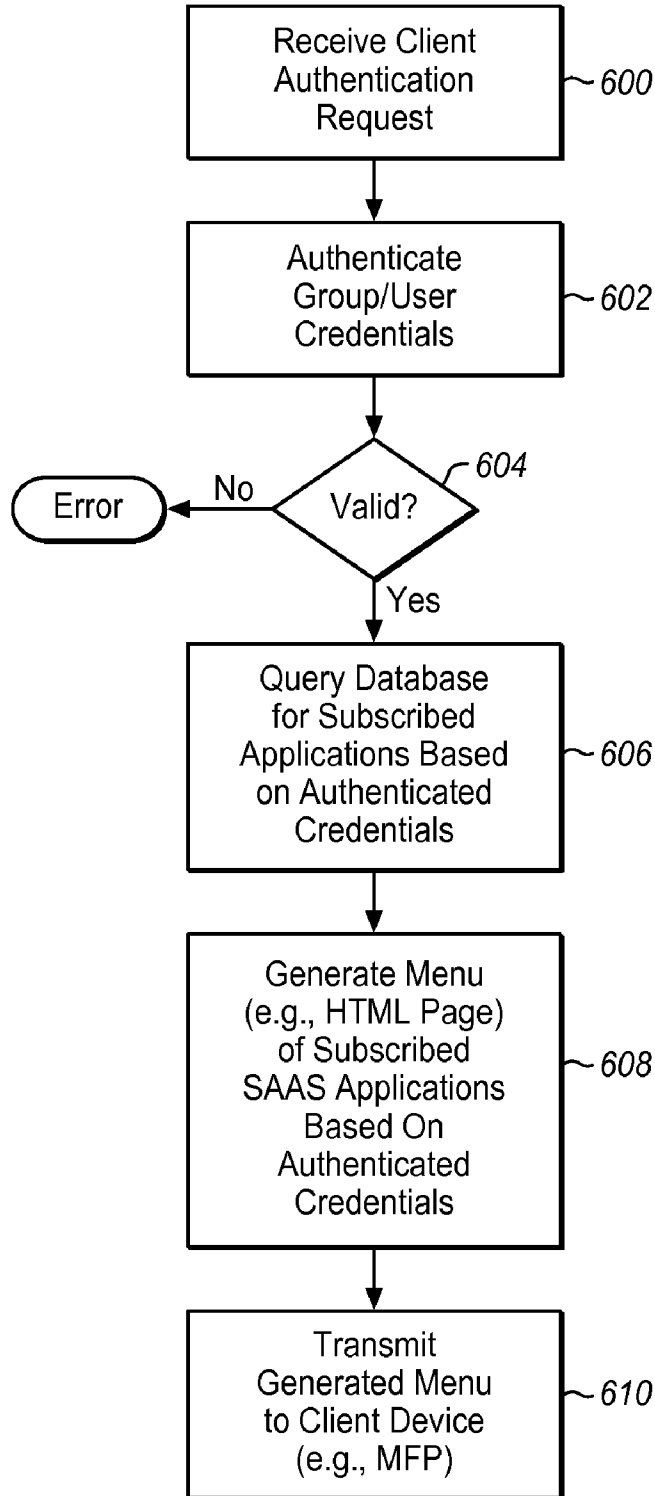 Receive Client
Authentication
Request
600
Authenticate
Group/User
Credentials
602
604
Valid?
No
Error
Yes
Query Database
for Subscribed
Applications Based
on Authenticated
Credentials
606
Generate Menu
(e.g., HTML Page)
of Subscribed
SAAS Applications
Based On
Authenticated
Credentials
608
Transmit
Generated Menu
to Client Device
(e.g., MFP)
610